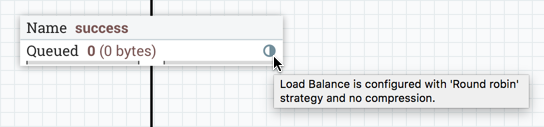 Name success
Queued 0 (0 bytes)
Load Balance is configured with 'Round robin'
strategy and no compression.